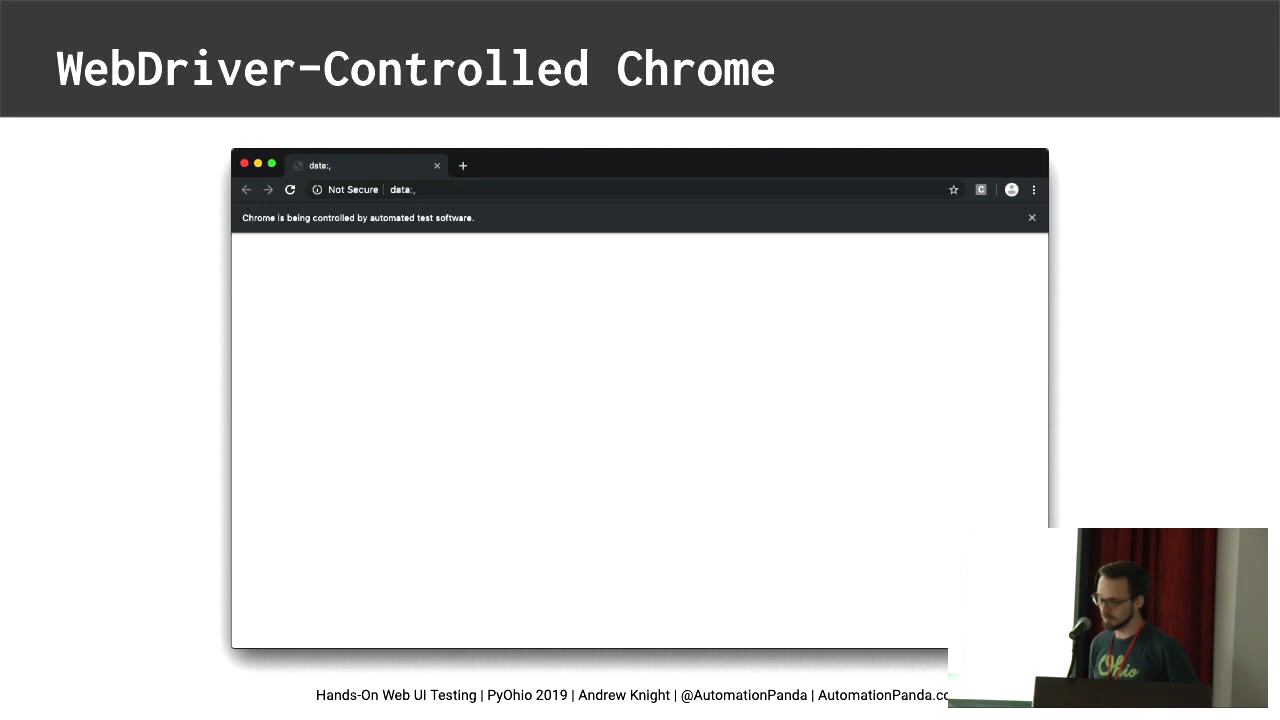 WebDriver-Controlled Chrome
data:,
Not Secure | data:,
C
Chrome is being controlled by automated test software.
Ohio
Hands-On Web UI Testing | PyOhio 2019 | Andrew Knight | @AutomationPanda | AutomationPanda.co